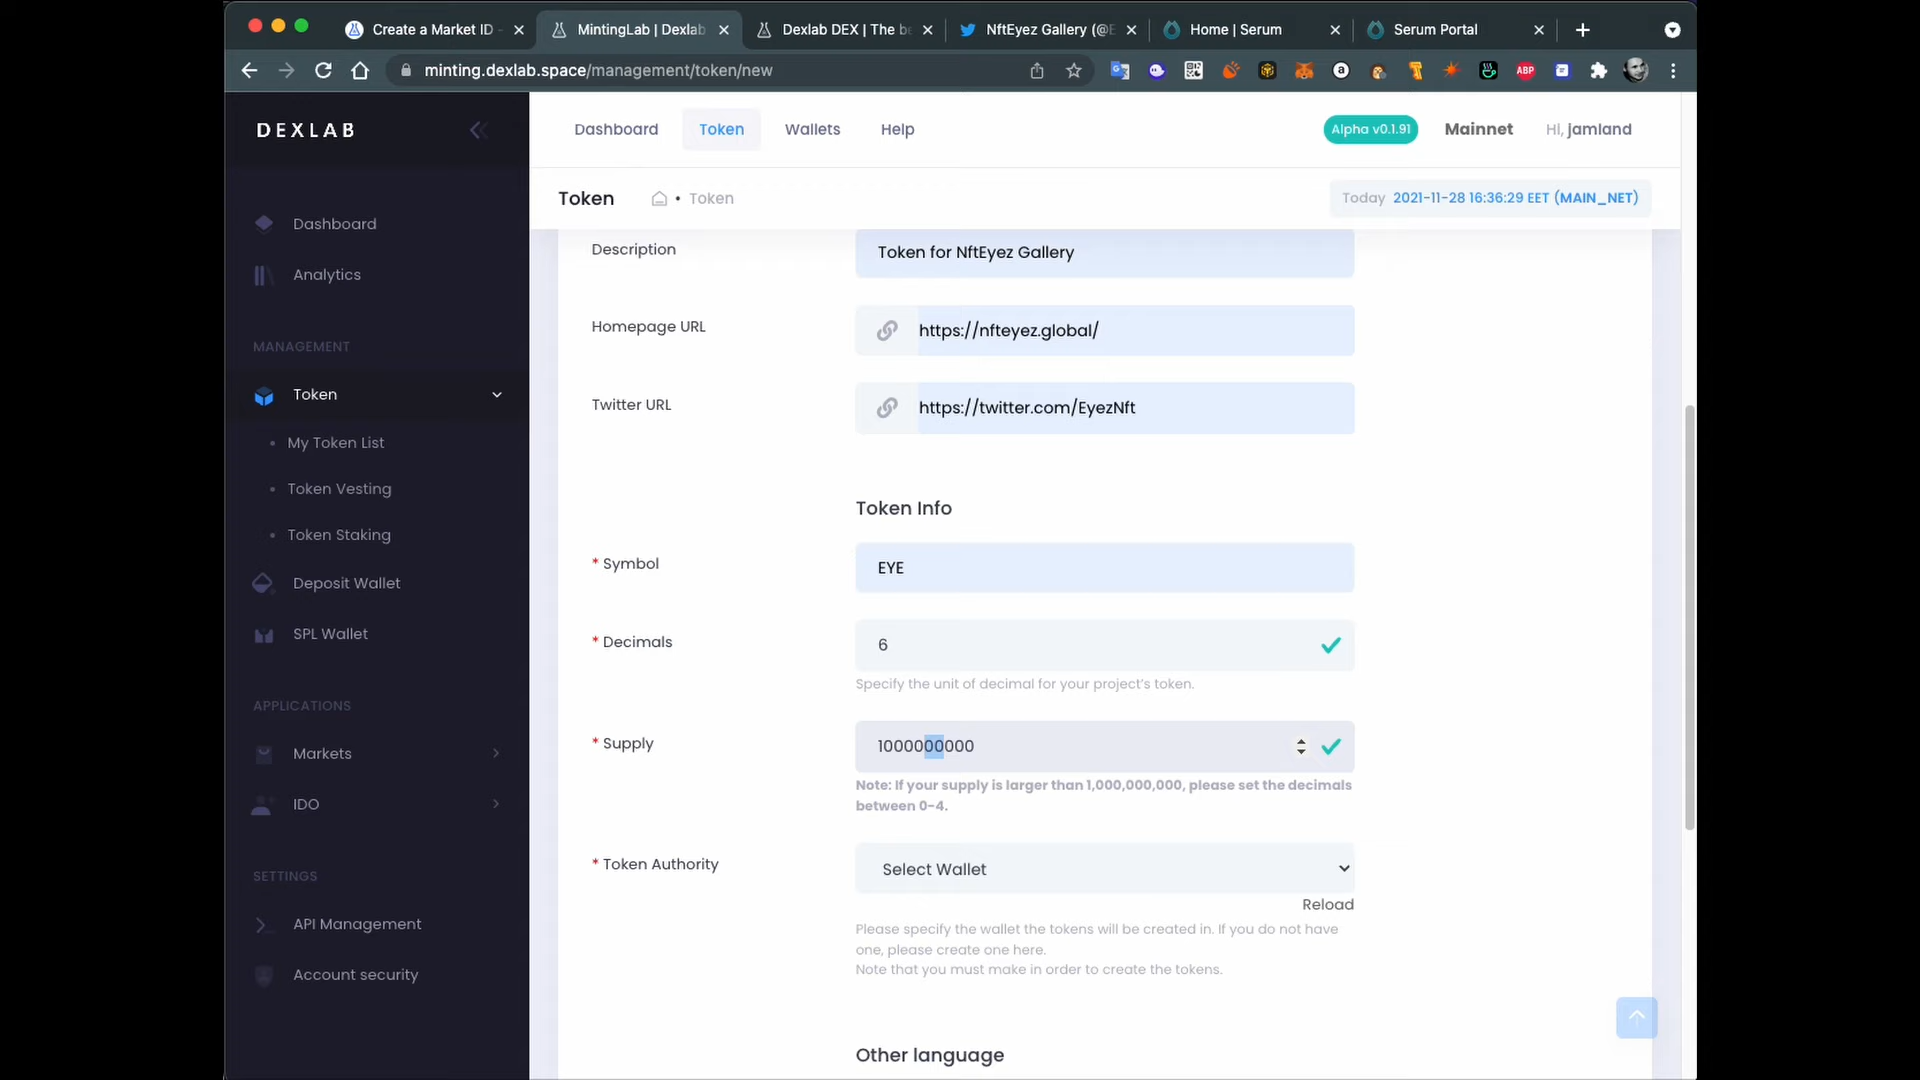 Create a Market ID -
MintingLab | Dexlab
Dexlab DEX | The be
NftEyez Gallery (@E
Home | Serum
Serum Portal
minting.dexlab.space/management/token/new
ABP
DEXLAB
Dashboard
Token
Wallets
Help
Alpha v0.1.91
Mainnet
Hi, jamland
Token
Token
Today 2021-11-28 16:36:29 EET (MAIN_NET)
Dashboard
Analytics
MANAGEMENT
Token
My Token List
Token Vesting
Token Staking
Deposit Wallet
SPL Wallet
APPLICATIONS
Markets
IDO
SETTINGS
API Management
Account security
Description
Token for NftEyez Gallery
Homepage URL
https://nfteyez.global/
Twitter URL
https://twitter.com/EyezNft
Token Info
* Symbol
EYE
* Decimals
6
Specify the unit of decimal for your project's token.
* Supply
1000000000
Note: If your supply is larger than 1,000,000,000, please set the decimals
between 0-4.
* Token Authority
Select Wallet
Reload
Please specify the wallet the tokens will be created in. If you do not have
one, please create one here.
Note that you must make in order to create the tokens.
Other language